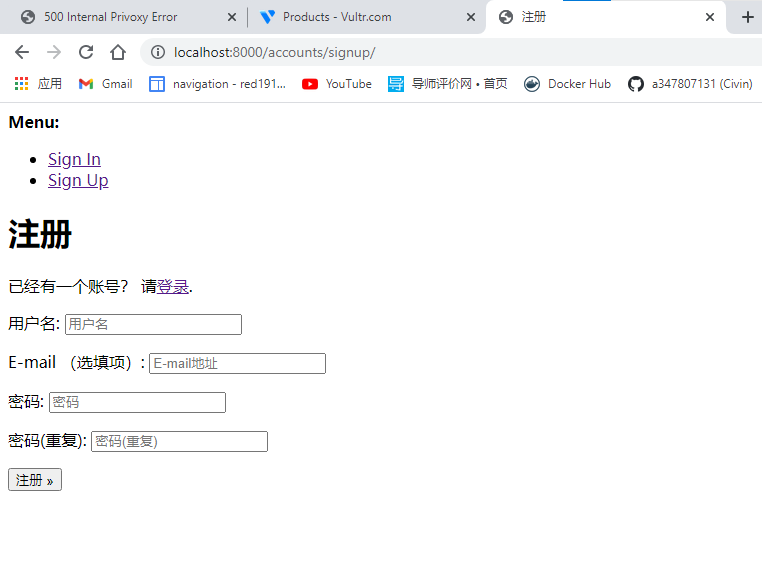 500 Internal Privoxy Error
Products - Vultr.com
注册
localhost:8000/accounts/signup/
应用
Gmail
navigation - red191...
YouTube
导师评价网 • 首页
Docker Hub
a347807131 (Civin)
Menu:
Sign In
Sign Up
注册
已经有一个账号? 请登录.
用户名: 用户名
E-mail （选填项）: E-mail地址
密码: 密码
密码(重复): 密码(重复)
注册 »